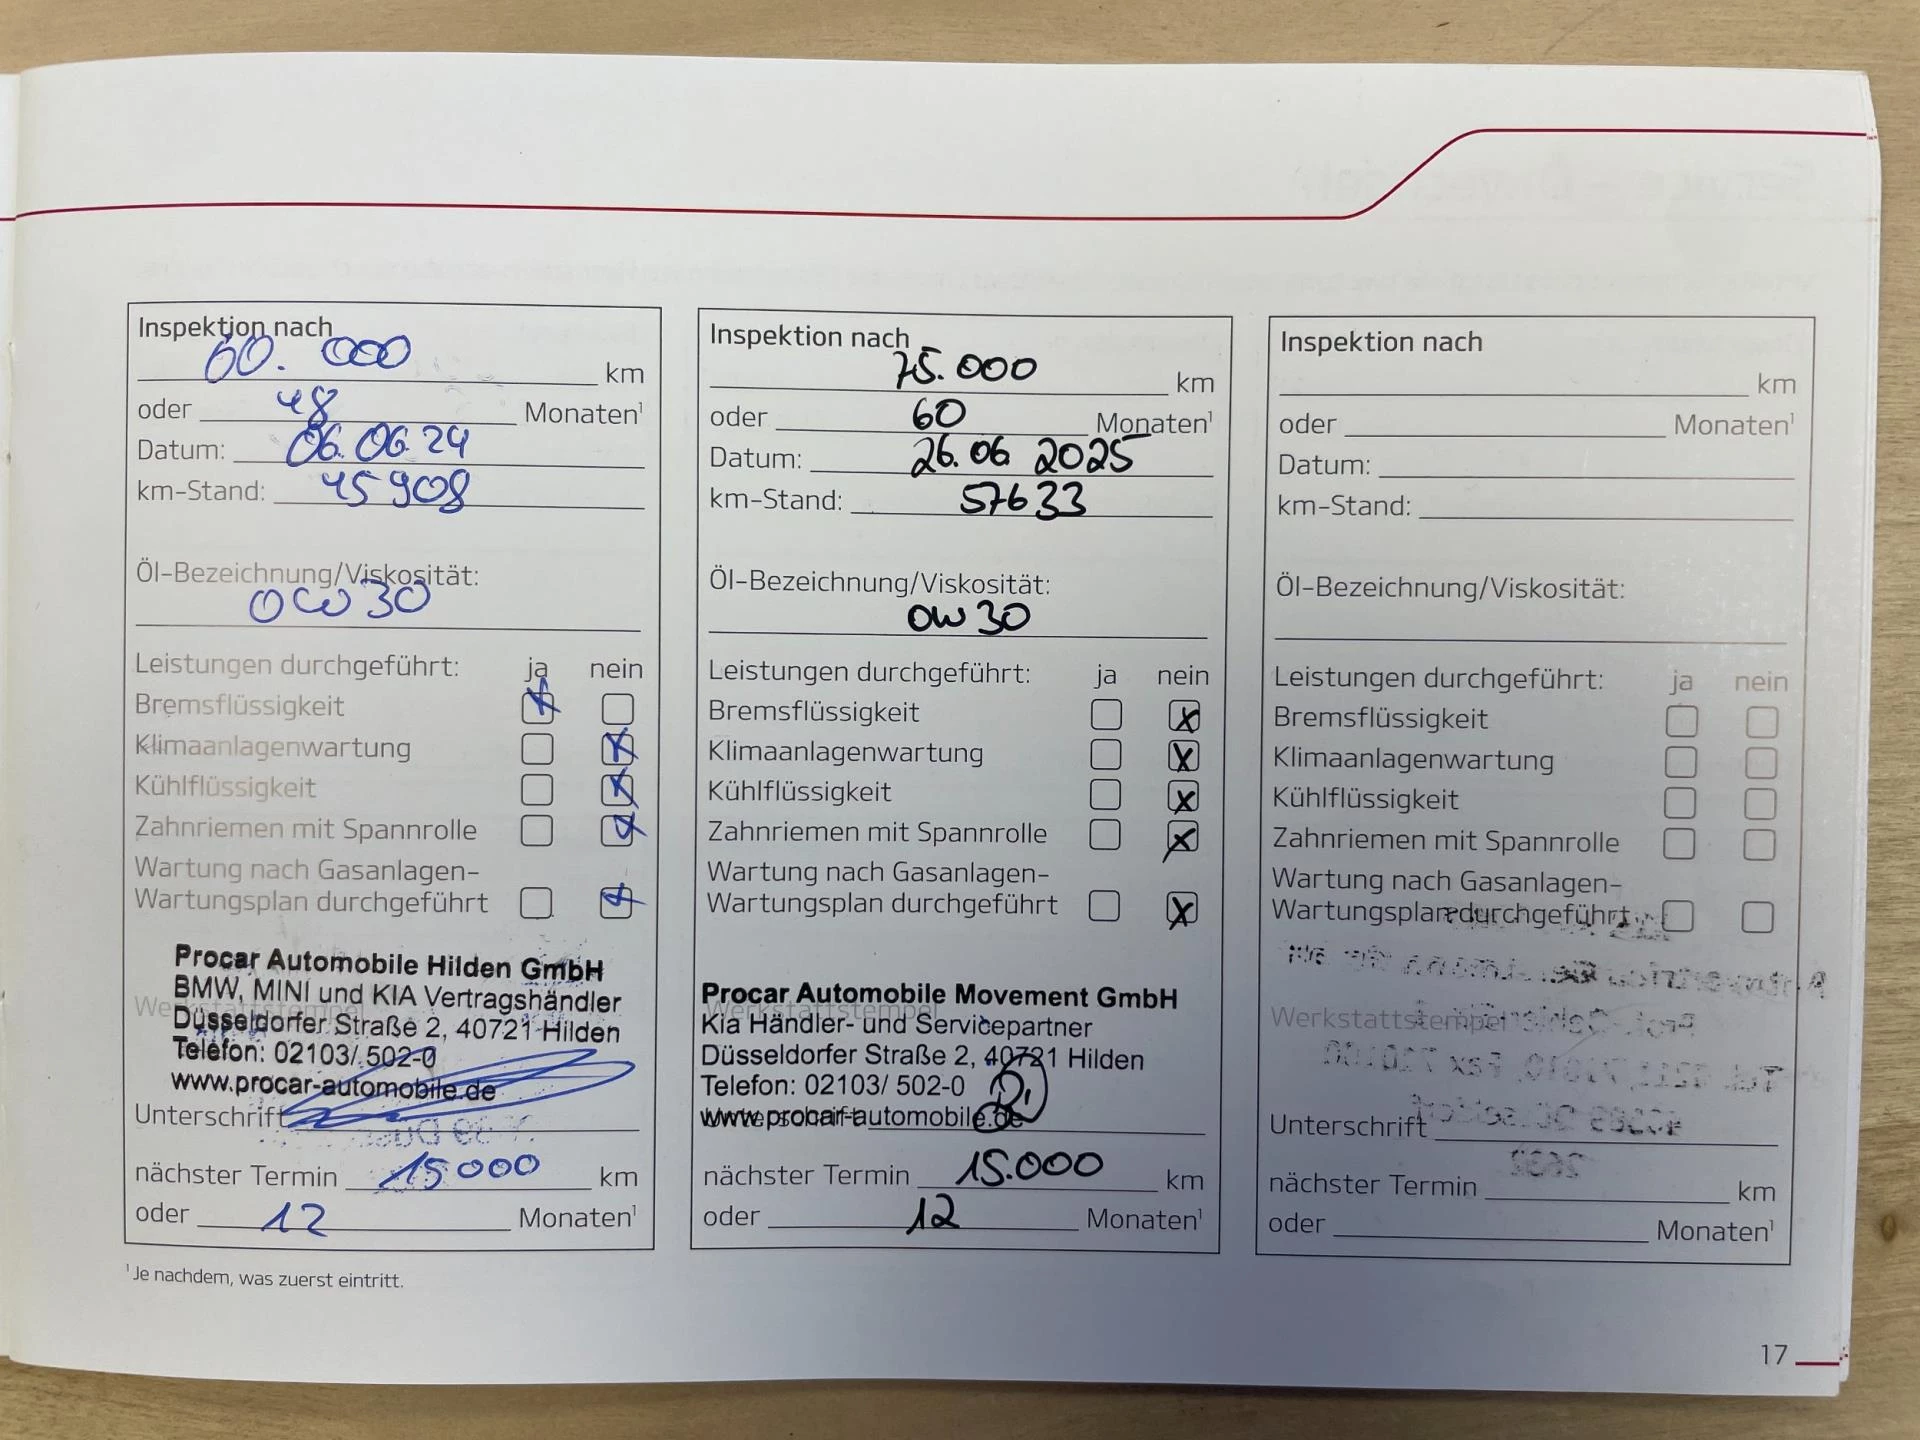 Inspektion nach
60.000 km
oder 48 Monaten¹
Datum: 06.06.24
km-Stand: 45908
Öl-Bezeichnung/Viskosität:
0W30
Leistungen durchgeführt: ja nein
Bremsflüssigkeit
Klimaanlagenwartung
Kühlflüssigkeit
Zahnriemen mit Spannrolle
Wartung nach Gasanlagen-
Wartungsplan durchgeführt
Procar Automobile Hilden GmbH
BMW, MINI und KIA Vertragshändler
Werkstattstempel
Düsseldorfer Straße 2, 40721 Hilden
Telefon: 02103/ 502-0
www.procar-automobile.de
Unterschrift
nächster Termin 15000 km
oder 12 Monaten¹
¹ Je nachdem, was zuerst eintritt.
Inspektion nach
75.000 km
oder 60 Monaten¹
Datum: 26.06 2025
km-Stand: 57633
Öl-Bezeichnung/Viskosität:
0W30
Leistungen durchgeführt: ja nein
Bremsflüssigkeit
Klimaanlagenwartung
Kühlflüssigkeit
Zahnriemen mit Spannrolle
Wartung nach Gasanlagen-
Wartungsplan durchgeführt
Procar Automobile Movement GmbH
Werkstattstempel
Kia Händler- und Servicepartner
Düsseldorfer Straße 2, 40721 Hilden
Telefon: 02103/ 502-0
www.procar-automobile.de
Unterschrift
nächster Termin 15.000 km
oder 12 Monaten¹
Inspektion nach
km
oder Monaten¹
Datum:
km-Stand:
Öl-Bezeichnung/Viskosität:
Leistungen durchgeführt: ja nein
Bremsflüssigkeit
Klimaanlagenwartung
Kühlflüssigkeit
Zahnriemen mit Spannrolle
Wartung nach Gasanlagen-
Wartungsplan durchgeführt
Werkstattstempel
Unterschrift
nächster Termin km
oder Monaten¹
17